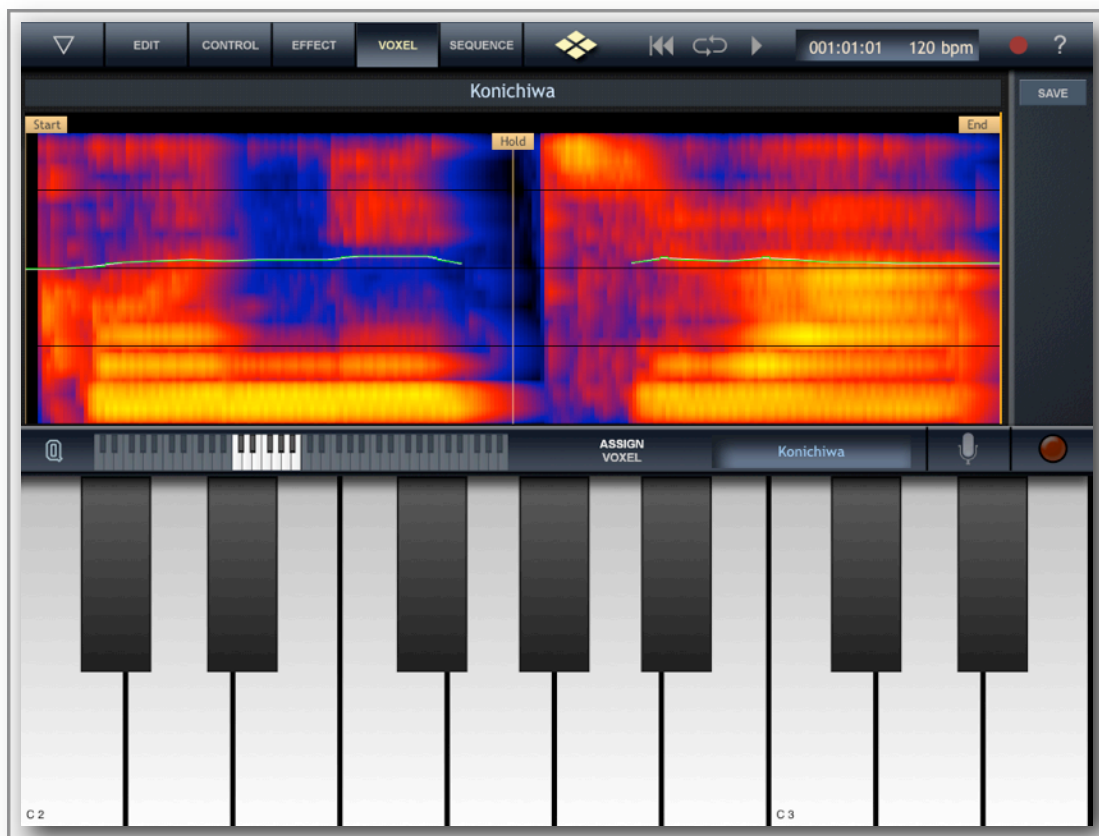 EDIT CONTROL EFFECT VOXEL SEQUENCE 001:01:01 120 bpm ?
Konichiwa SAVE
Start End
Hold
ASSIGN
VOXEL
Konichiwa
C 2 C 3